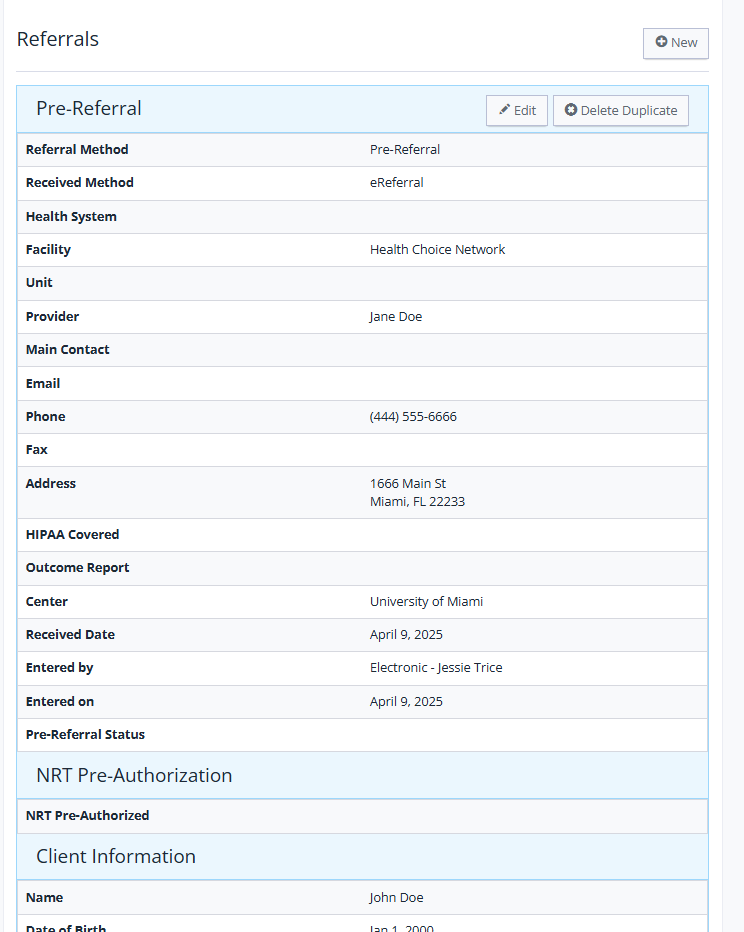 Referrals
New
Pre-Referral
Edit
Delete Duplicate
Referral Method Pre-Referral
Received Method eReferral
Health System
Facility Health Choice Network
Unit
Provider Jane Doe
Main Contact
Email
Phone (444) 555-6666
Fax
Address 1666 Main St
Miami, FL 22233
HIPAA Covered
Outcome Report
Center University of Miami
Received Date April 9, 2025
Entered by Electronic - Jessie Trice
Entered on April 9, 2025
Pre-Referral Status
NRT Pre-Authorization
NRT Pre-Authorized
Client Information
Name John Doe
Date of Birth Jan 1, 2000